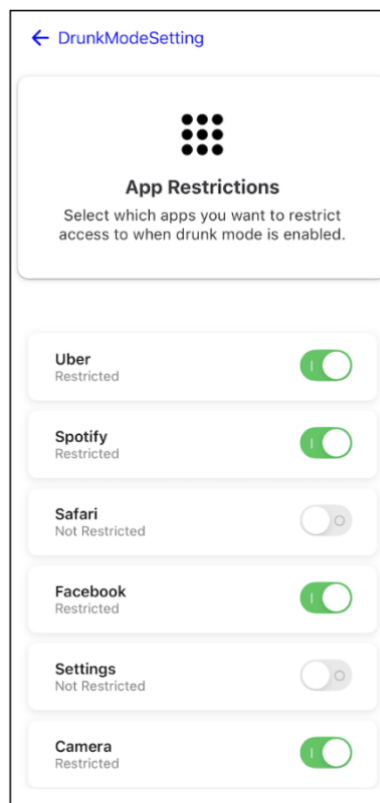 DrunkModeSetting
App Restrictions
Select which apps you want to restrict
access to when drunk mode is enabled.
Uber
Restricted
Spotify
Restricted
Safari
Not Restricted
Facebook
Restricted
Settings
Not Restricted
Camera
Restricted